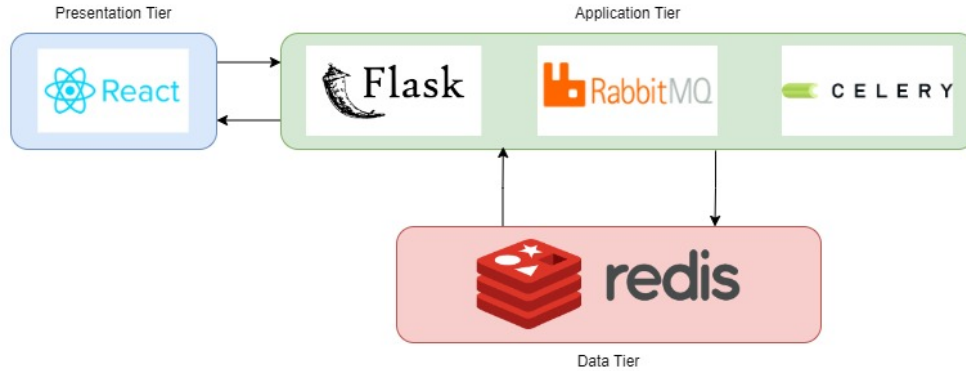 Presentation Tier
Application Tier
React
Flask
RabbitMQ
CELERY
redis
Data Tier